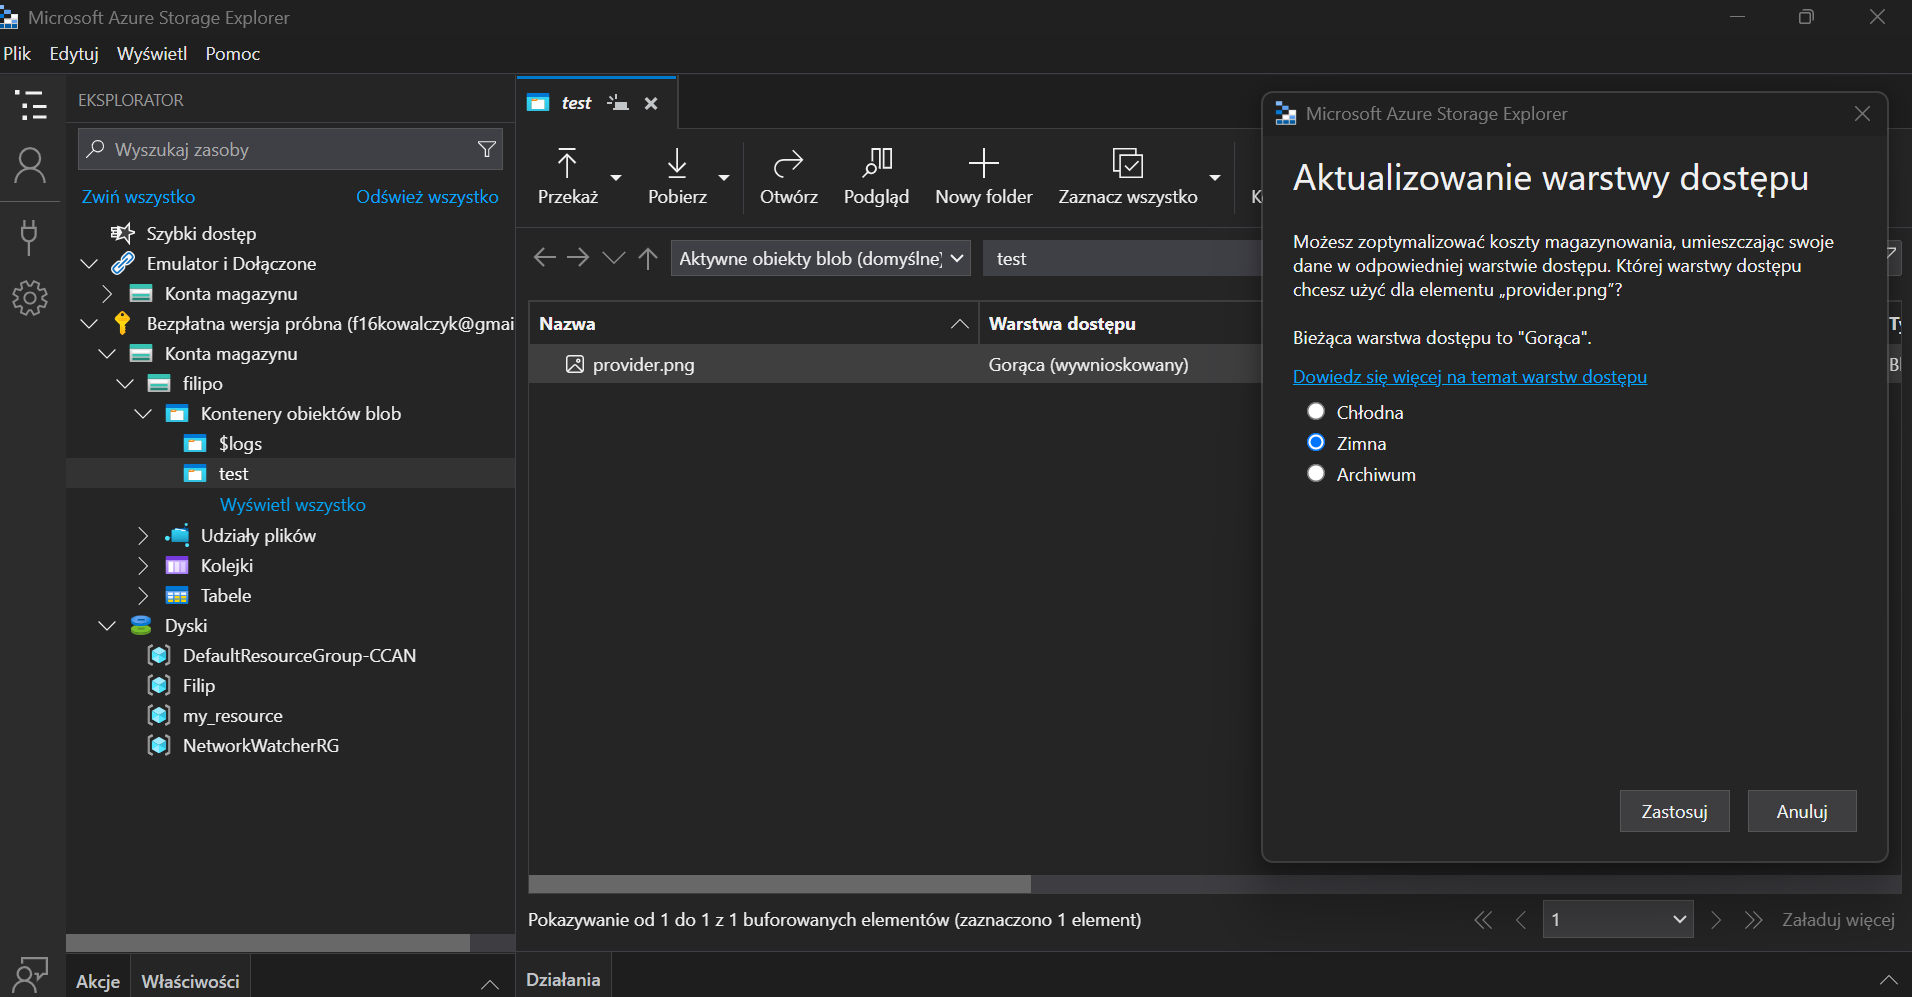 Microsoft Azure Storage Explorer
Plik Edytuj Wyświetl Pomoc
EKSPLORATOR
Wyszukaj zasoby
Zwiń wszystko Odśwież wszystko
Szybki dostęp
Emulator i Dołączone
Konta magazynu
Bezpłatna wersja próbna (f16kowalczyk@gmai
Konta magazynu
filipo
Kontenery obiektów blob
$logs
test
Wyświetl wszystko
Udziały plików
Kolejki
Tabele
Dyski
DefaultResourceGroup-CCAN
Filip
my_resource
NetworkWatcherRG
Akcje Właściwości
test
Przekaż Pobierz Otwórz Podgląd Nowy folder Zaznacz wszystko
Aktywne obiekty blob (domyślne) test
Nazwa Warstwa dostępu
provider.png Gorąca (wywnioskowany)
Pokazywanie od 1 do 1 z 1 buforowanych elementów (zaznaczono 1 element)
1 Załaduj więcej
Działania
Microsoft Azure Storage Explorer
Aktualizowanie warstwy dostępu
Możesz zoptymalizować koszty magazynowania, umieszczając swoje
dane w odpowiedniej warstwie dostępu. Której warstwy dostępu
chcesz użyć dla elementu „provider.png”?
Bieżąca warstwa dostępu to "Gorąca".
Dowiedz się więcej na temat warstw dostępu
Chłodna
Zimna
Archiwum
Zastosuj Anuluj